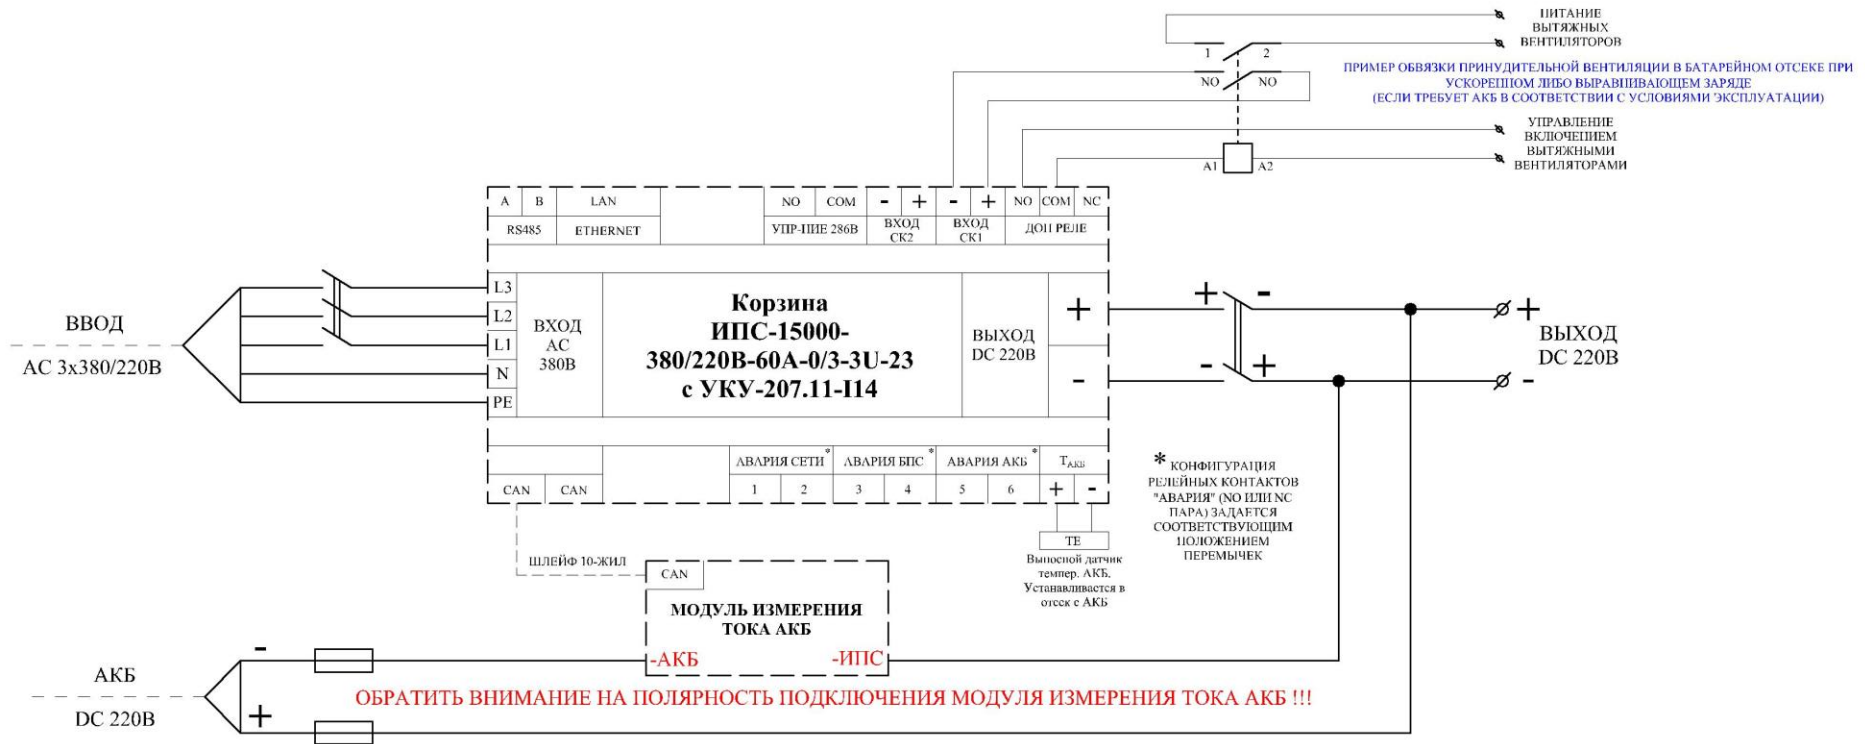 ПИТАНИЕ
ВЫТЯЖНЫХ
ВЕНТИЛЯТОРОВ
1 2
NO NO
ПРИМЕР ОБВЯЗКИ ПРИНУДИТЕЛЬНОЙ ВЕНТИЛЯЦИИ В БАТАРЕЙНОМ ОТСЕКЕ ПРИ
УСКОРЕННОМ ЛИБО ВЫРАВНИВАЮЩЕМ ЗАРЯДЕ
(ЕСЛИ ТРЕБУЕТ АКБ В СООТВЕТСТВИИ С УСЛОВИЯМИ ЭКСПЛУАТАЦИИ)
УПРАВЛЕНИЕ
ВКЛЮЧЕНИЕМ
ВЫТЯЖНЫМИ
ВЕНТИЛЯТОРАМИ
A1 A2
A B LAN NO COM - + - + NO COM NC
RS485 ETHERNET УПР-НИЕ 286В ВХОД СК2 ВХОД СК1 ДОП РЕЛЕ
ВВОД
АС 3х380/220В
L3
L2
L1
N
PE
ВХОД
АС
380В
Корзина
ИПС-15000-
380/220В-60А-0/3-3U-23
с УКУ-207.11-I14
ВЫХОД
DC 220В
+
-
+ -
- +
+
ВЫХОД
DC 220В
-
АВАРИЯ СЕТИ* АВАРИЯ БПС* АВАРИЯ АКБ* ТАКБ
CAN CAN 1 2 3 4 5 6 + -
* КОНФИГУРАЦИЯ
РЕЛЕЙНЫХ КОНТАКТОВ
"АВАРИЯ" (NO ИЛИ NC
ПАРА) ЗАДАЕТСЯ
СООТВЕТСТВУЮЩИМ
ПОЛОЖЕНИЕМ
ПЕРЕМЫЧЕК
TE
Выносной датчик
темпер. АКБ,
Устанавливается в
отсек с АКБ
ШЛЕЙФ 10-ЖИЛ
CAN
МОДУЛЬ ИЗМЕРЕНИЯ
ТОКА АКБ
-АКБ -ИПС
АКБ
DC 220В
-
+
ОБРАТИТЬ ВНИМАНИЕ НА ПОЛЯРНОСТЬ ПОДКЛЮЧЕНИЯ МОДУЛЯ ИЗМЕРЕНИЯ ТОКА АКБ !!!